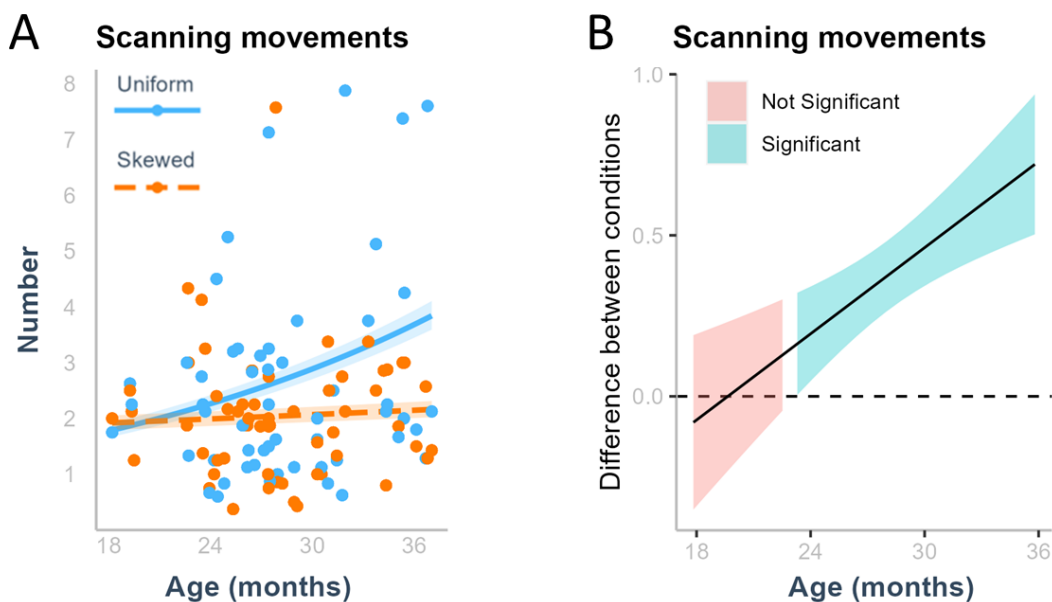 A
Scanning movements
Uniform
Skewed
8
7
6
5
4
3
2
1
Number
18
24
30
36
Age (months)
B
Scanning movements
Not Significant
Significant
1.0
0.5
0.0
Difference between conditions
18
24
30
36
Age (months)